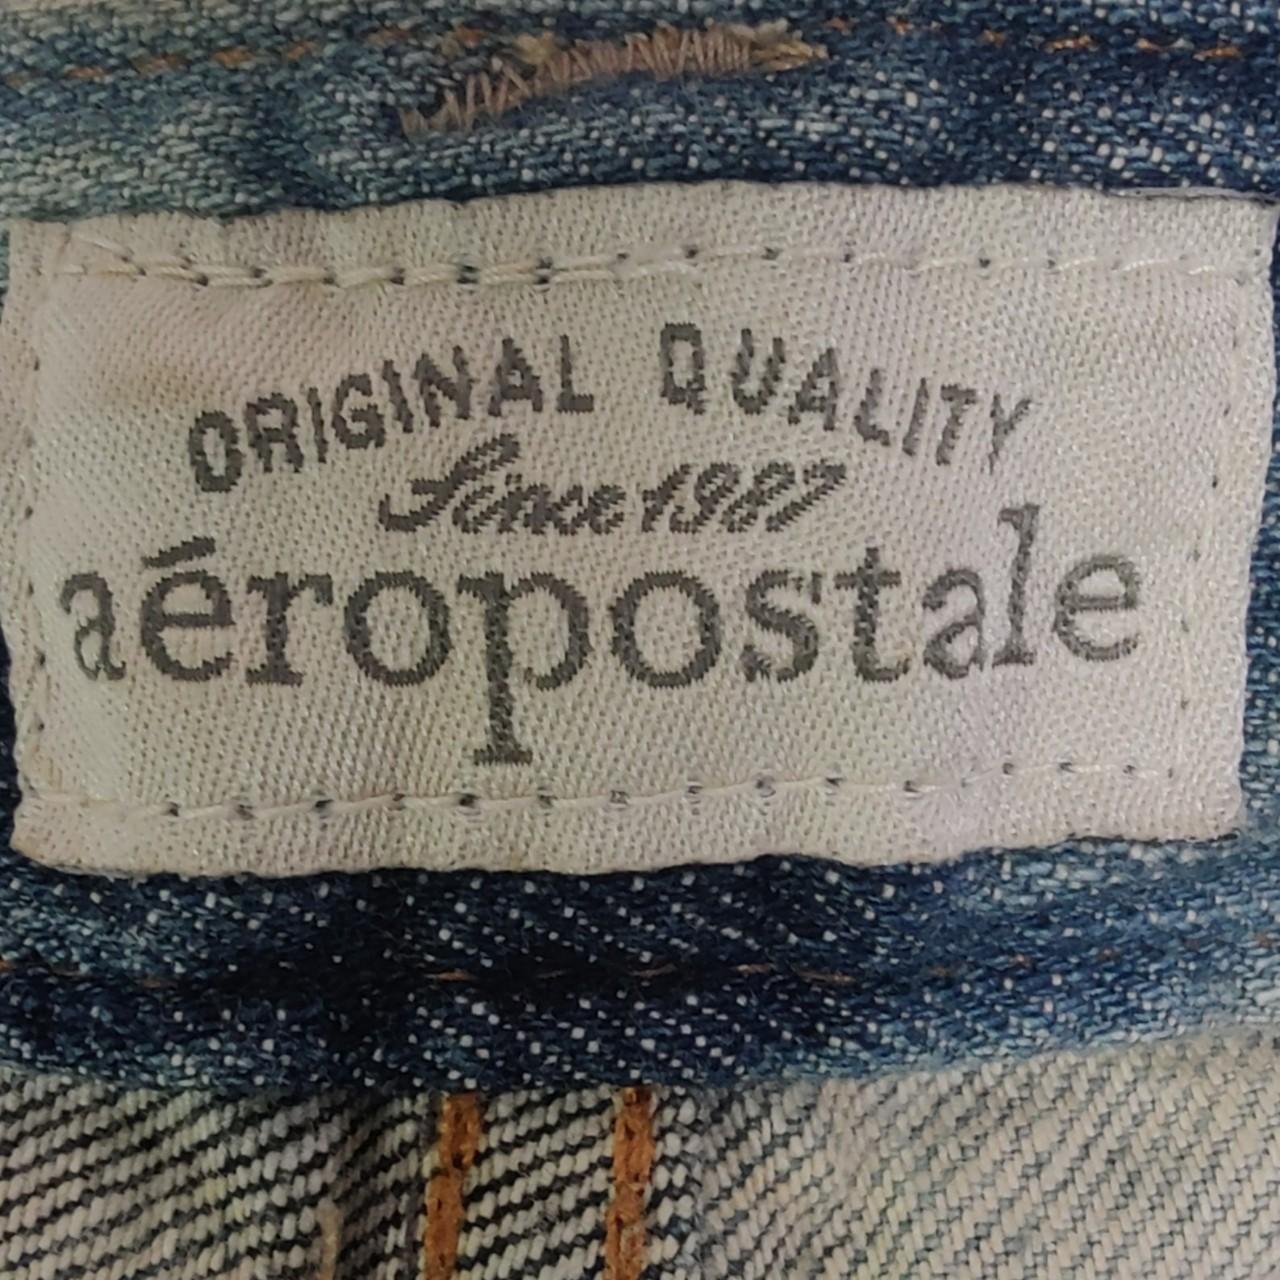 ORIGINAL QUALITY
Since 1987
aéropostale